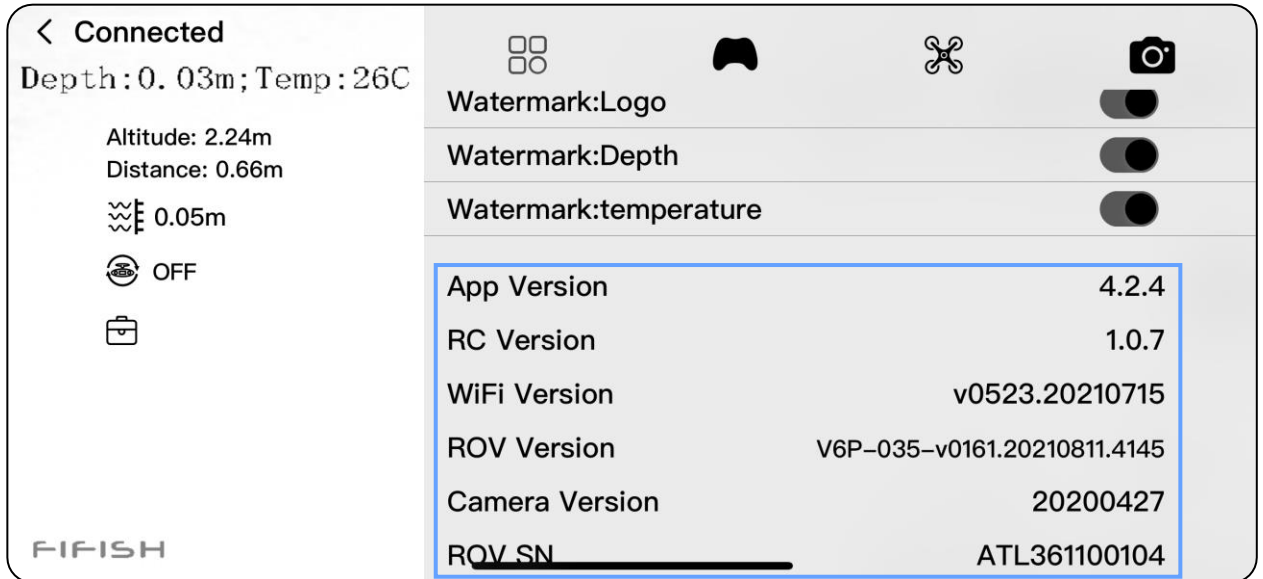 Connected
Depth:0.03m;Temp:26C
Altitude: 2.24m
Distance: 0.66m
0.05m
OFF
FIFISH
Watermark:Logo
Watermark:Depth
Watermark:temperature
App Version 4.2.4
RC Version 1.0.7
WiFi Version v0523.20210715
ROV Version V6P-035-v0161.20210811.4145
Camera Version 20200427
ROV SN ATL361100104